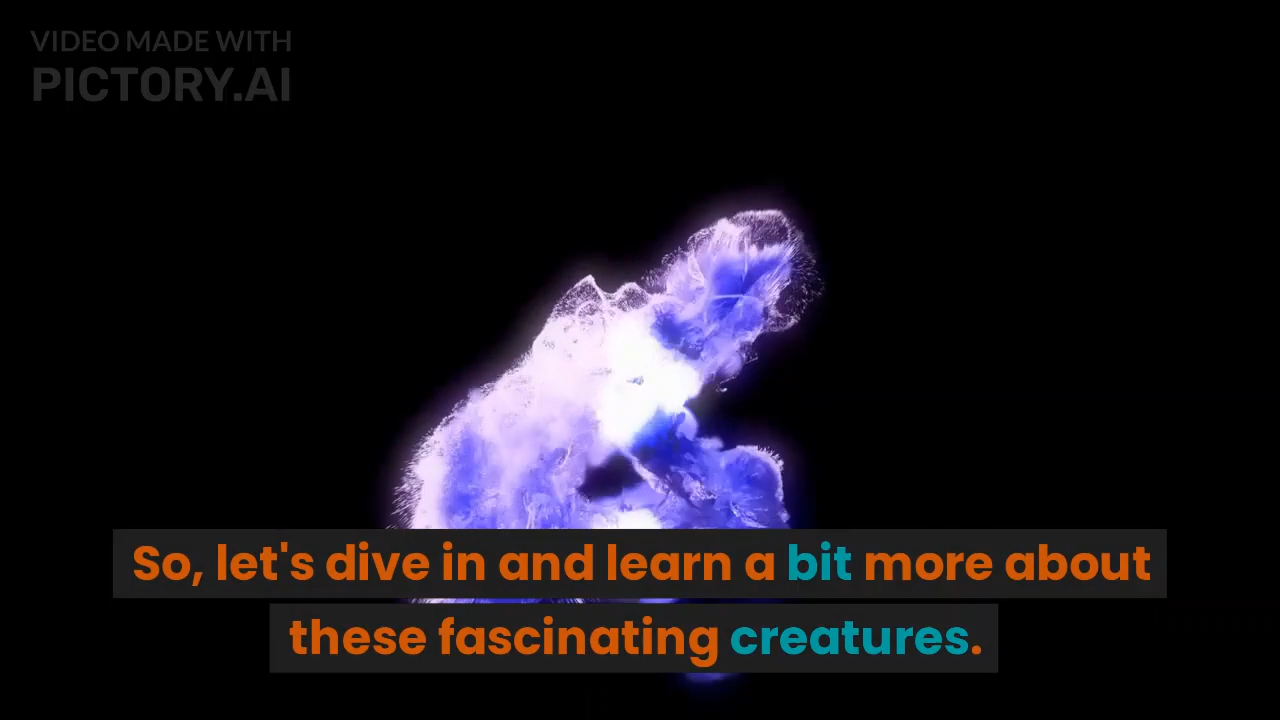 VIDEO MADE WITH
PICTORY.AI
So, let's dive in and learn a bit more about
these fascinating creatures.